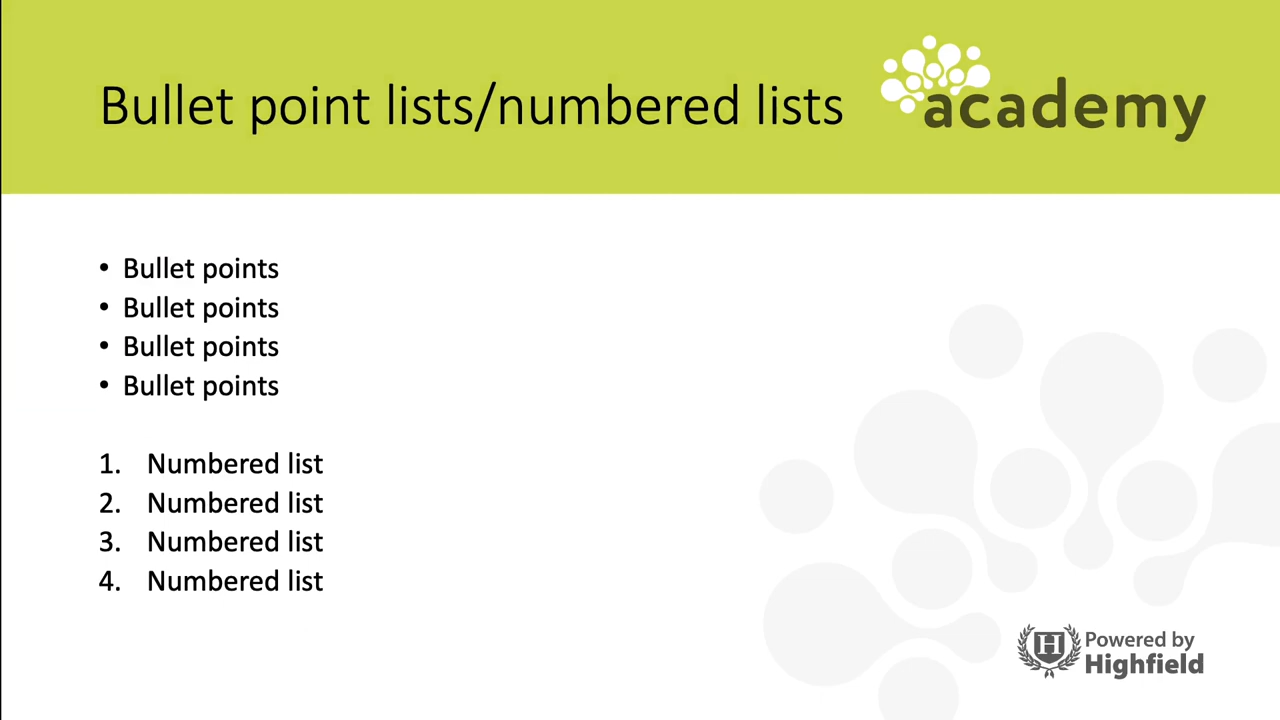 Bullet point lists/numbered lists
academy
• Bullet points
• Bullet points
• Bullet points
• Bullet points
1. Numbered list
2. Numbered list
3. Numbered list
4. Numbered list
H
Powered by
Highfield